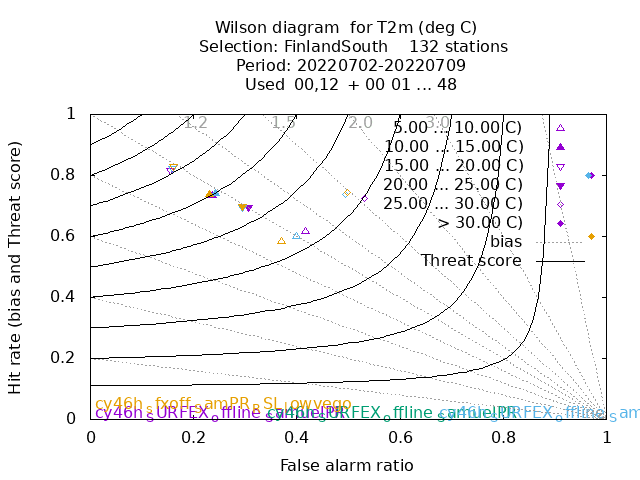 Wilson diagram for T2m (deg C)
Selection: FinlandSouth 132 stations
Period: 20220702-20220709
Used 00,12 + 00 01 ... 48
Hit rate (bias and Threat score)
1
0.8
0.6
0.4
0.2
0
1.2 1.5 2.0 3.0
5.00 ... 10.00 C)
10.00 ... 15.00 C)
15.00 ... 20.00 C)
20.00 ... 25.00 C)
25.00 ... 30.00 C)
> 30.00 C)
bias
Threat score
cy46h_sfxoff_samPR_RSL_lowvego
cy46h_SURFEX_offline
0 0.2 0.4 0.6 0.8 1
False alarm ratio